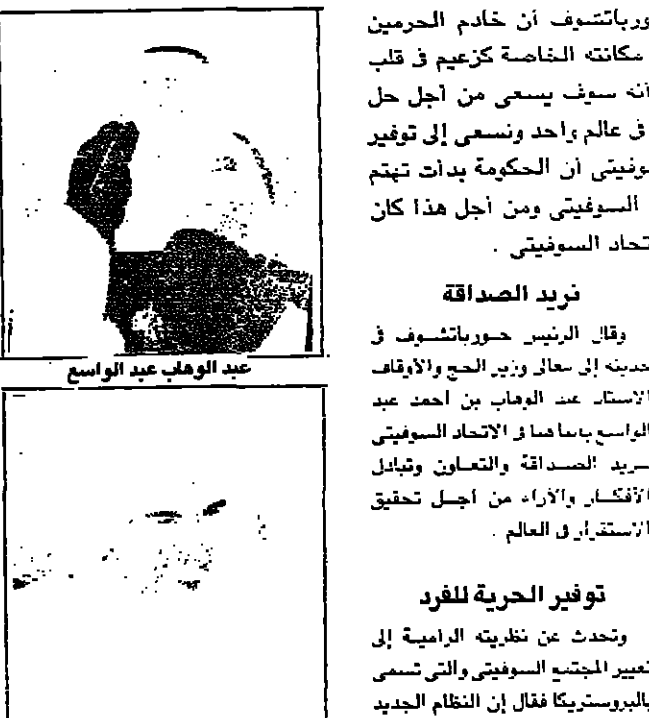 ورباتشوف أن خادم الحرمين
مكانته الخاصة كزعيم في قلب
أنه سوف يسعى من أجل حل
في عالم واحد ونسعى إلى توفير
وفيتي أن الحكومة بدأت تهتم
السوفيتي ومن أجل هذا كان
تحاد السوفيتي .
نريد الصداقة
وقال الرئيس جورباتشوف في
حديثه إلى معالي وزير الحج والأوقاف
الاستاذ عبد الوهاب بن احمد عبد
الواسع باننا هنا في الاتحاد السوفيتي
نريد الصداقة والتعاون وتبادل
الأفكار والآراء من أجل تحقيق
الاستقرار في العالم .
توفير الحرية للفرد
وتحدث عن نظريته الرامية إلى
تغيير المجتمع السوفيتي والتي تسمى
بالبروستريكا فقال إن النظام الجديد
عبد الوهاب عبد الواسع